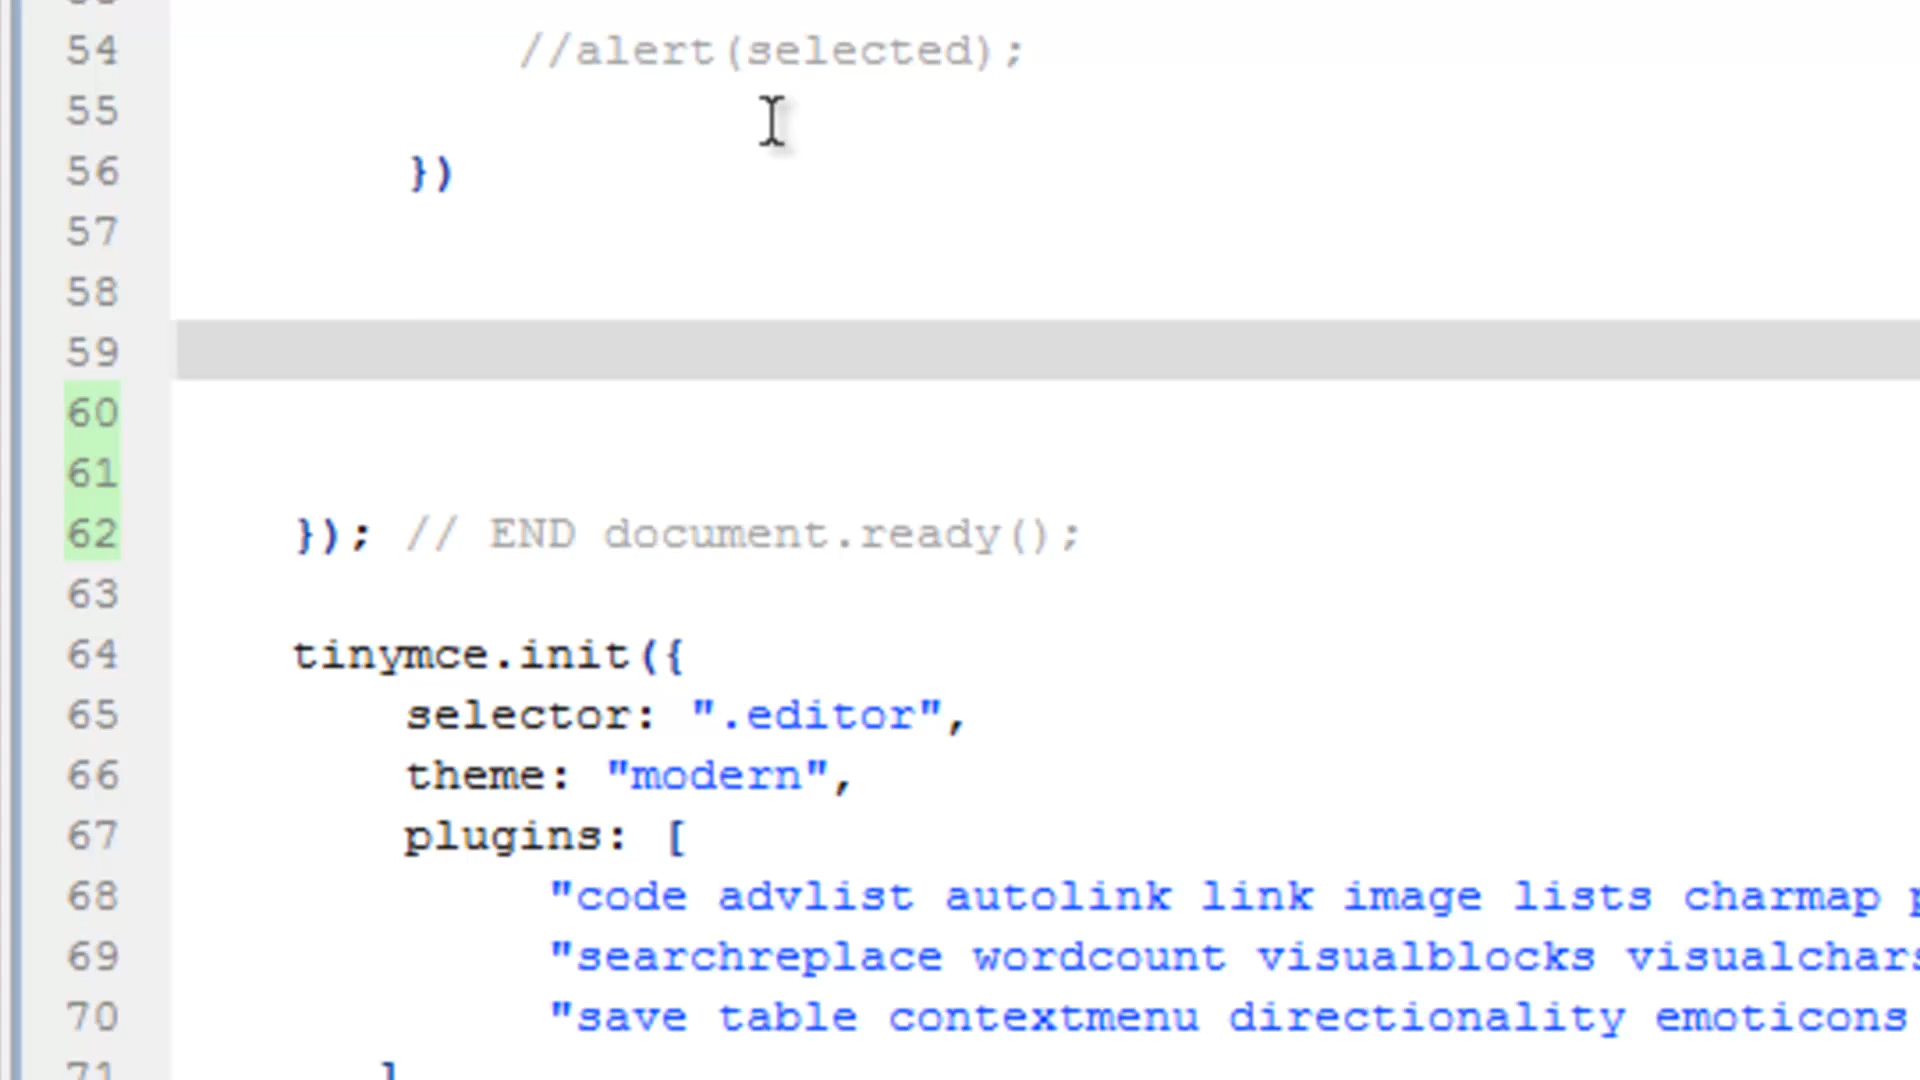 54 //alert(selected);
55
56 })
57
58
59
60
61
62 }); // END document.ready();
63
64 tinymce.init({
65 selector: ".editor",
66 theme: "modern",
67 plugins: [
68 "code advlist autolink link image lists charmap
69 "searchreplace wordcount visualblocks visualchars
70 "save table contextmenu directionality emoticons
71 ]